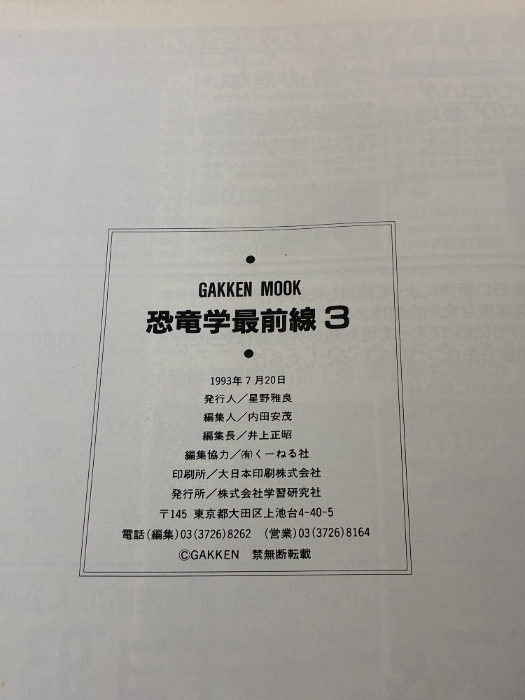 GAKKEN MOOK
恐竜学最前線 3
1993年7月20日
発行人／星野雅良
編集人／内田安茂
編集長／井上正昭
編集協力／㈲くーねる社
印刷所／大日本印刷株式会社
発行所／株式会社学習研究社
〒145 東京都大田区上池台4-40-5
電話(編集)03(3726)8262 (営業)03(3726)8164
©GAKKEN 禁無断転載